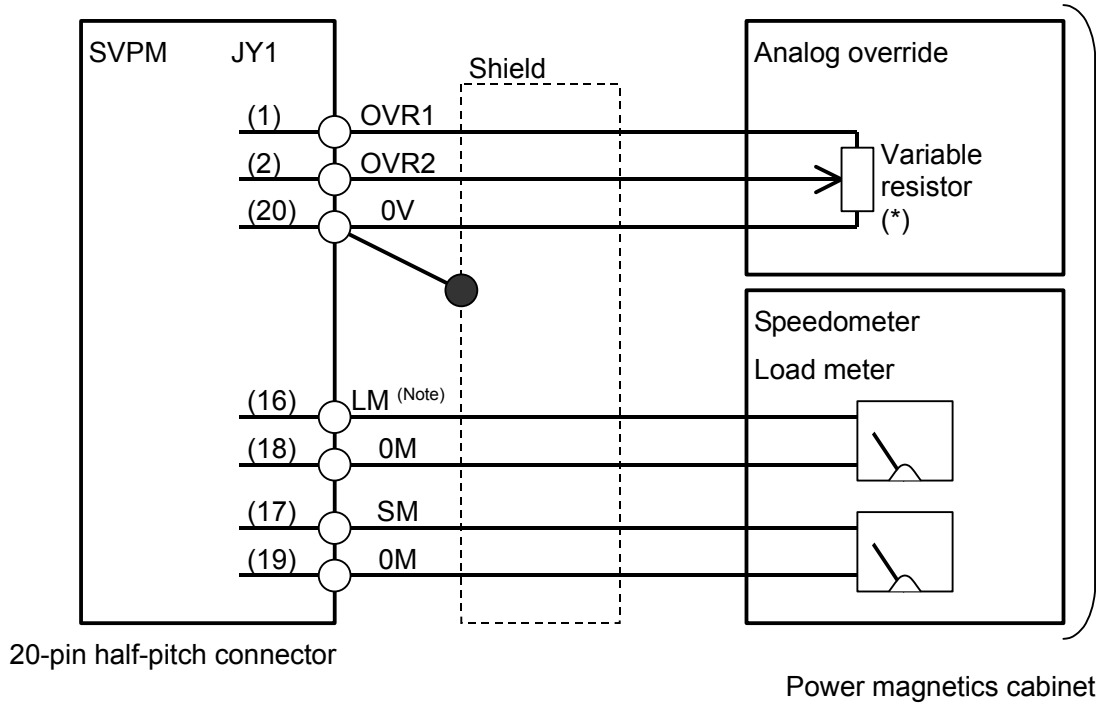 SVPM JY1
Shield
Analog override
(1) OVR1
(2) OVR2
(20) 0V
Variable
resistor
(*)
Speedometer
Load meter
(16) LM (Note)
(18) 0M
(17) SM
(19) 0M
20-pin half-pitch connector
Power magnetics cabinet